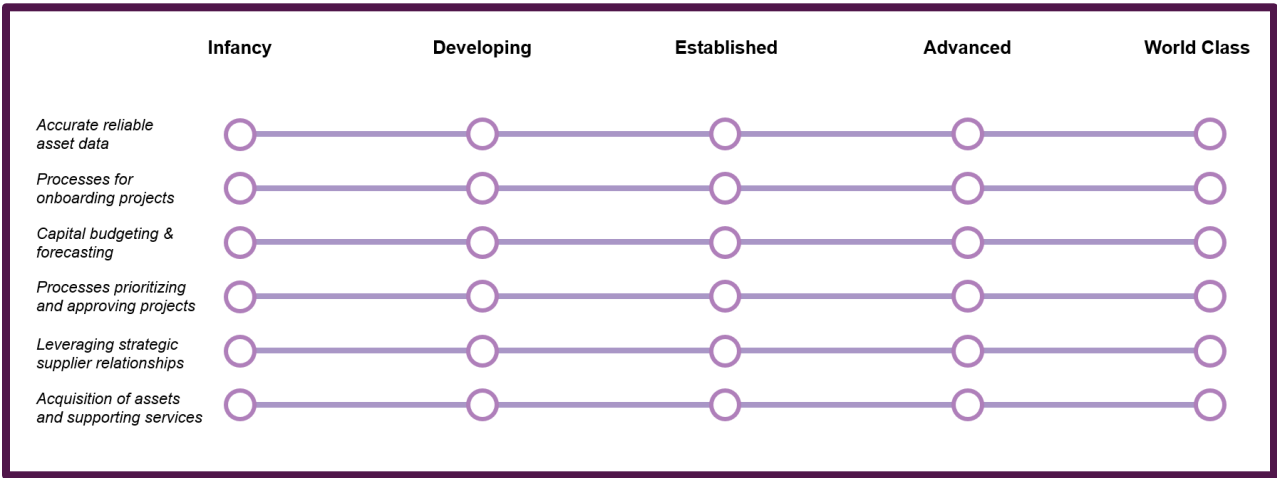 Infancy Developing Established Advanced World Class
Accurate reliable
asset data
Processes for
onboarding projects
Capital budgeting &
forecasting
Processes prioritizing
and approving projects
Leveraging strategic
supplier relationships
Acquisition of assets
and supporting services